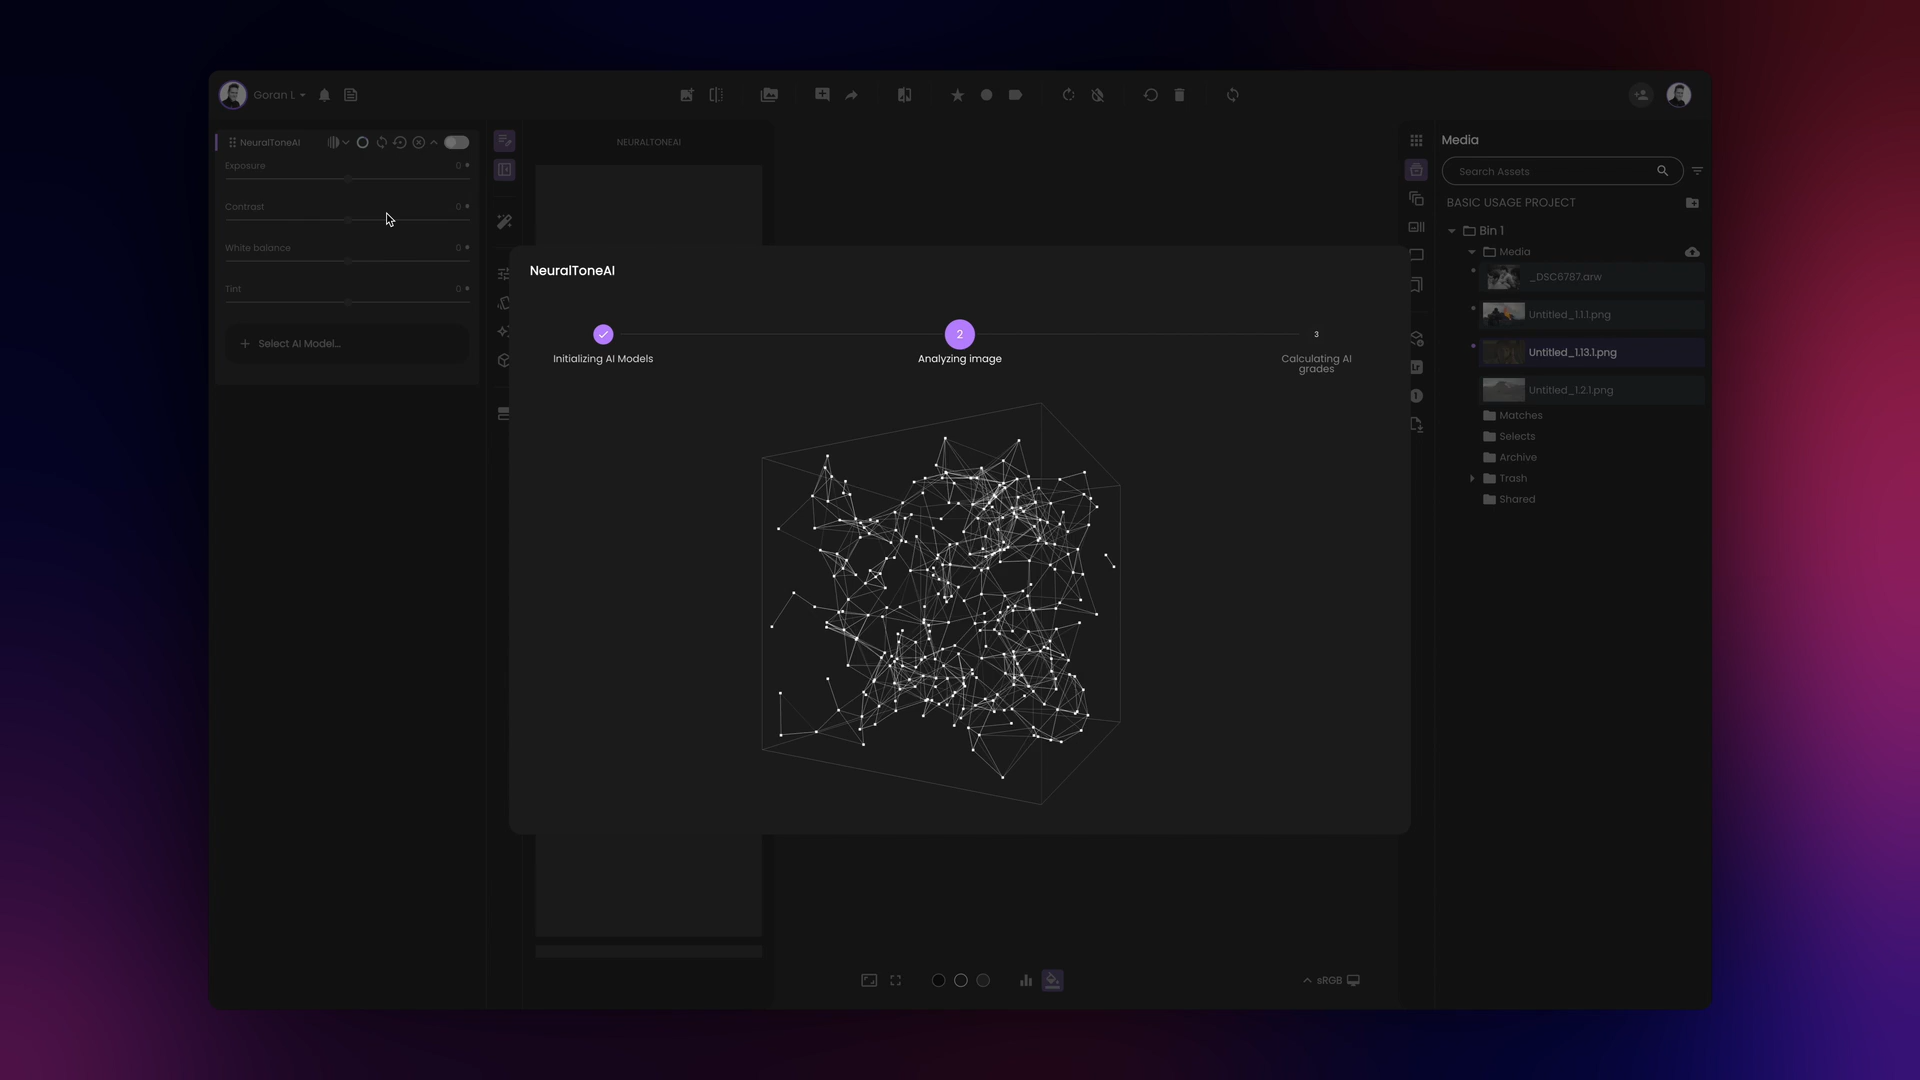 Goran L
NeuralToneAI
Exposure 0
Contrast 0
White balance 0
Tint 0
Select AI Model...
NEURALTONEAI
NeuralToneAI
2
3
Initializing AI Models
Analyzing image
Calculating AI
grades
sRGB
Media
Search Assets
BASIC USAGE PROJECT
Bin 1
Media
_DSC6787.arw
Untitled_1.1.1.png
Untitled_1.13.1.png
Untitled_1.2.1.png
Lr
Matches
Selects
Archive
Trash
Shared